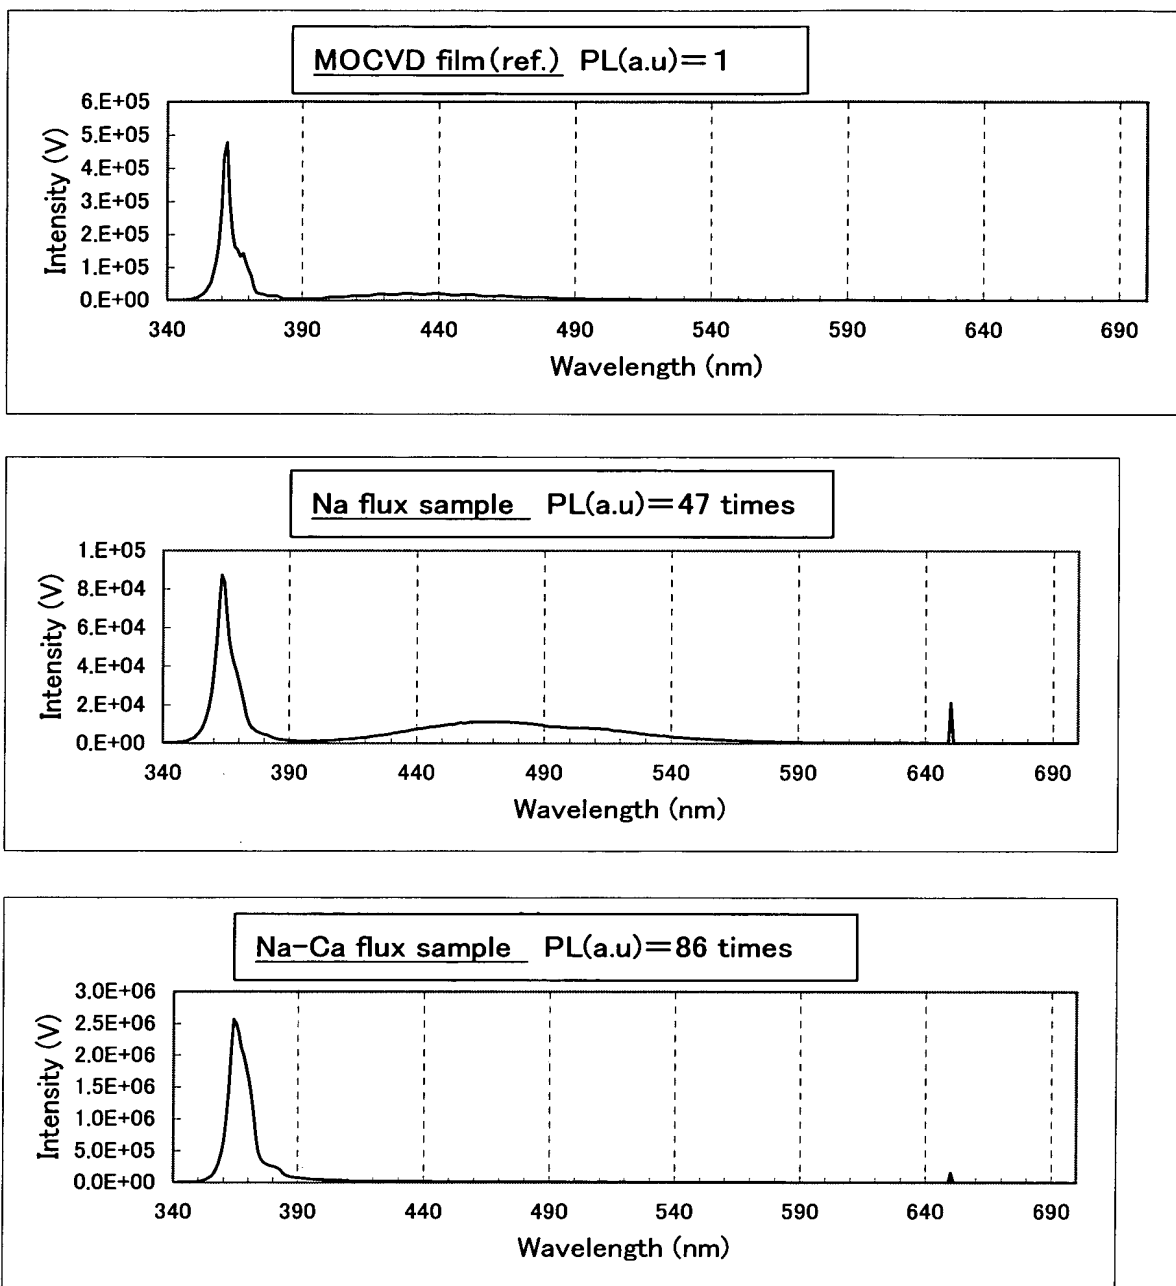 MOCVD film(ref.) PL(a.u)=1
6.E+05
5.E+05
4.E+05
3.E+05
2.E+05
1.E+05
0.E+00
Intensity (V)
340 390 440 490 540 590 640 690
Wavelength (nm)
Na flux sample PL(a.u)=47 times
1.E+05
8.E+04
6.E+04
4.E+04
2.E+04
0.E+00
Intensity (V)
340 390 440 490 540 590 640 690
Wavelength (nm)
Na-Ca flux sample PL(a.u)=86 times
3.0E+06
2.5E+06
2.0E+06
1.5E+06
1.0E+06
5.0E+05
0.0E+00
Intensity (V)
340 390 440 490 540 590 640 690
Wavelength (nm)